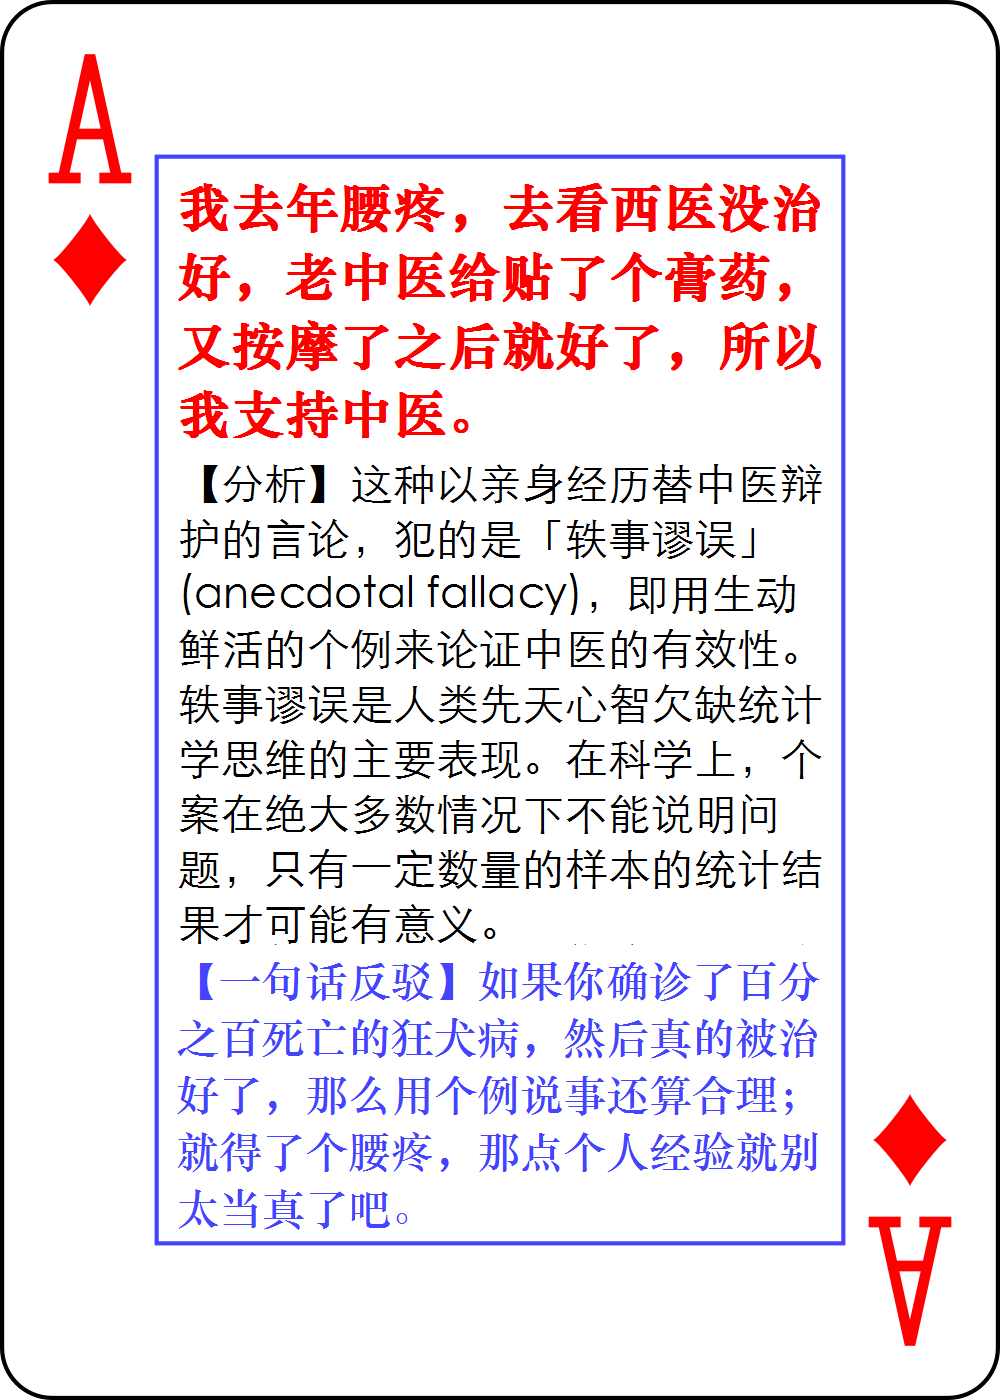 A
我去年腰疼，去看西医没治
好，老中医给贴了个膏药，
又按摩了之后就好了，所以
我支持中医。
【分析】这种以亲身经历替中医辩
护的言论，犯的是「轶事谬误」
(anecdotal fallacy)，即用生动
鲜活的个例来论证中医的有效性。
轶事谬误是人类先天心智欠缺统计
学思维的主要表现。在科学上，个
案在绝大多数情况下不能说明问
题，只有一定数量的样本的统计结
果才可能有意义。
【一句话反驳】如果你确诊了百分
之百死亡的狂犬病，然后真的被治
好了，那么用个例说事还算合理；
就得了个腰疼，那点个人经验就别
太当真了吧。
A